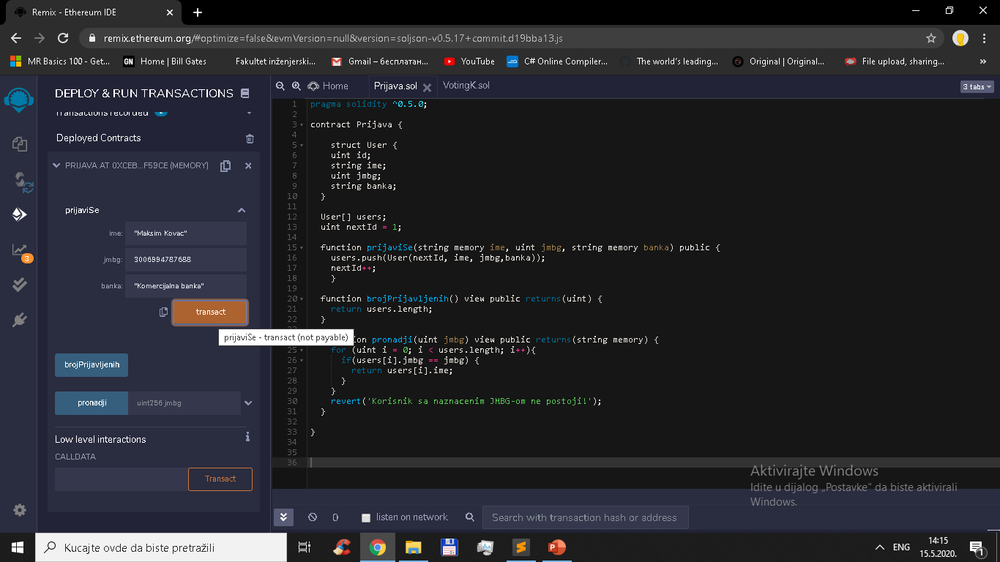 Remix - Ethereum IDE
remix.ethereum.org/#optimize=false&evmVersion=null&version=soljson-v0.5.17+commit.d19bba13.js
MR Basics 100 - Get...
GN Home | Bill Gates
Fakultet inženjerski...
Gmail – бесплатан...
YouTube
C# Online Compiler...
The world's leading...
Original | Original...
File upload, sharing...
»
DEPLOY & RUN TRANSACTIONS
Transactions recorded
Deployed Contracts
PRIJAVA AT 0XCEB...F59CE (MEMORY)
prijaviSe
ime: "Maksim Kovac"
jmbg: 3006994787688
banka: "Komercijalna banka"
transact
prijaviSe - transact (not payable)
brojPrijavljenih
pronadji uint256 jmbg
Low level interactions
CALLDATA
Transact
3
Home
Prijava.sol
VotingK.sol
3 tabs
1 pragma solidity ^0.5.0;
2
3 contract Prijava {
4
5 struct User {
6 uint id;
7 string ime;
8 uint jmbg;
9 string banka;
10 }
11
12 User[] users;
13 uint nextId = 1;
14
15 function prijaviSe(string memory ime, uint jmbg, string memory banka) public {
16 users.push(User(nextId, ime, jmbg,banka));
17 nextId++;
18 }
19
20 function brojPrijavljenih() view public returns(uint) {
21 return users.length;
22 }
on pronadji(uint jmbg) view public returns(string memory) {
25 for (uint i = 0; i < users.length; i++){
26 if(users[i].jmbg == jmbg) {
27 return users[i].ime;
28 }
29 }
30 revert('Korisnik sa naznacenim JMBG-om ne postoji!');
31 }
32
33 }
34
35
36
Aktivirajte Windows
Idite u dijalog „Postavke“ da biste aktivirali
Windows.
0
listen on network
Search with transaction hash or address
Kucajte ovde da biste pretražili
ENG
14:15
15.5.2020.
1